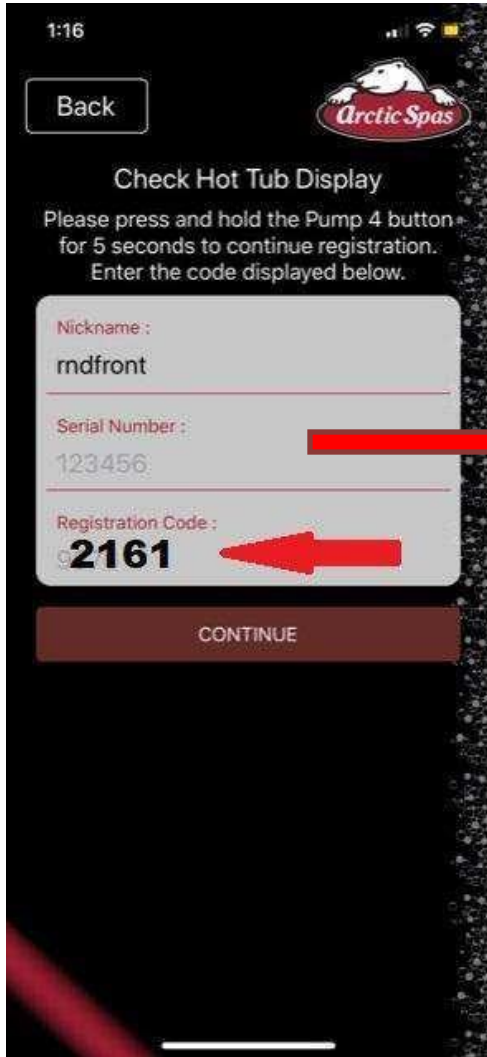 1:16
Back
Arctic Spas
Check Hot Tub Display
Please press and hold the Pump 4 button
for 5 seconds to continue registration.
Enter the code displayed below.
Nickname :
rndfront
Serial Number :
123456
Registration Code :
2161
CONTINUE